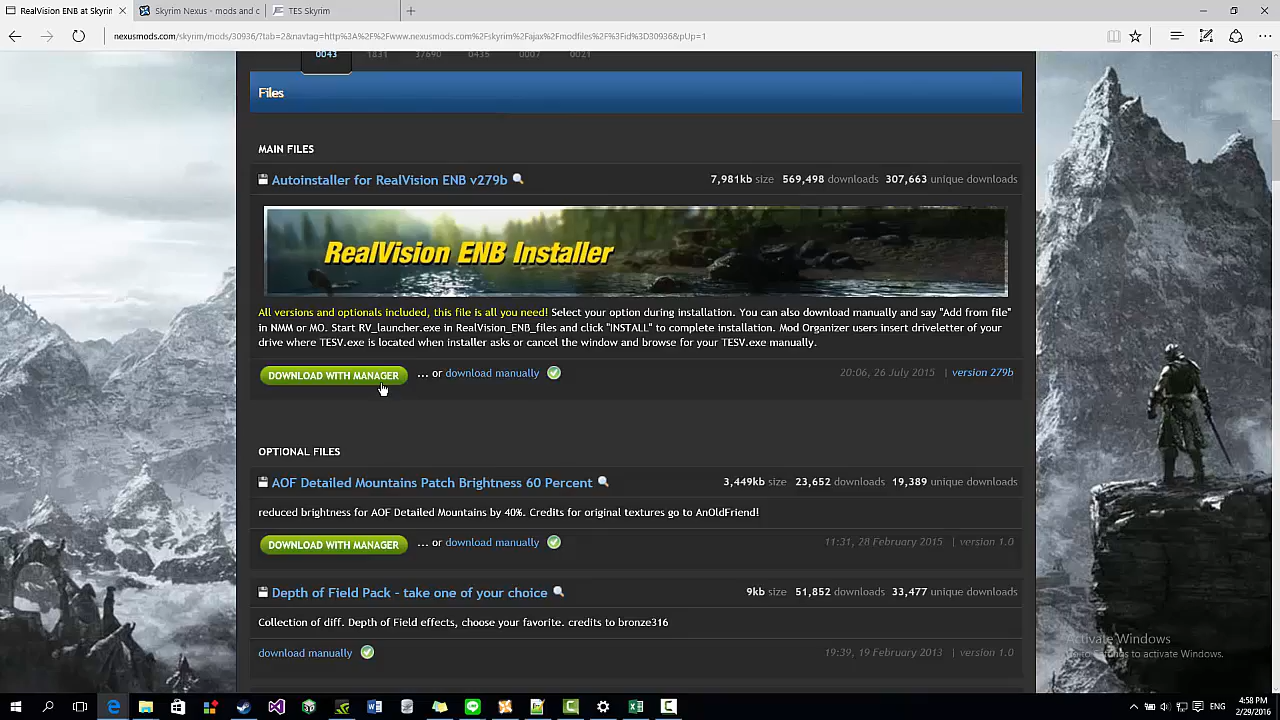 RealVision ENB at Skyrim
Skyrim Nexus - mods and c
TES Skyrim
nexusmods.com/skyrim/mods/30936/?tab=2&navtag=http%3A%2F%2Fwww.nexusmods.com%2Fskyrim%2Fajax%2Fmodfiles%2F%3Fid%3D30936&pUp=1
0043 1831 37690 0435 0007 0021
Files
MAIN FILES
Autoinstaller for RealVision ENB v279b 7,981kb size 569,498 downloads 307,663 unique downloads
RealVision ENB Installer
All versions and optionals included, this file is all you need! Select your option during installation. You can also download manually and say "Add from file"
in NMM or MO. Start RV_launcher.exe in RealVision_ENB_files and click "INSTALL" to complete installation. Mod Organizer users insert driveletter of your
drive where TESV.exe is located when installer asks or cancel the window and browse for your TESV.exe manually.
DOWNLOAD WITH MANAGER ... or download manually 20:06, 26 July 2015 | version 279b
OPTIONAL FILES
AOF Detailed Mountains Patch Brightness 60 Percent 3,449kb size 23,652 downloads 19,389 unique downloads
reduced brightness for AOF Detailed Mountains by 40%. Credits for original textures go to AnOldFriend!
DOWNLOAD WITH MANAGER ... or download manually 11:31, 28 February 2015 | version 1.0
Depth of Field Pack - take one of your choice 9kb size 51,852 downloads 33,477 unique downloads
Collection of diff. Depth of Field effects, choose your favorite. credits to bronze316
download manually 19:39, 19 February 2013 | version 1.0
Activate Windows
to Settings to activate Windows.
ENG
4:58 PM
2/29/2016